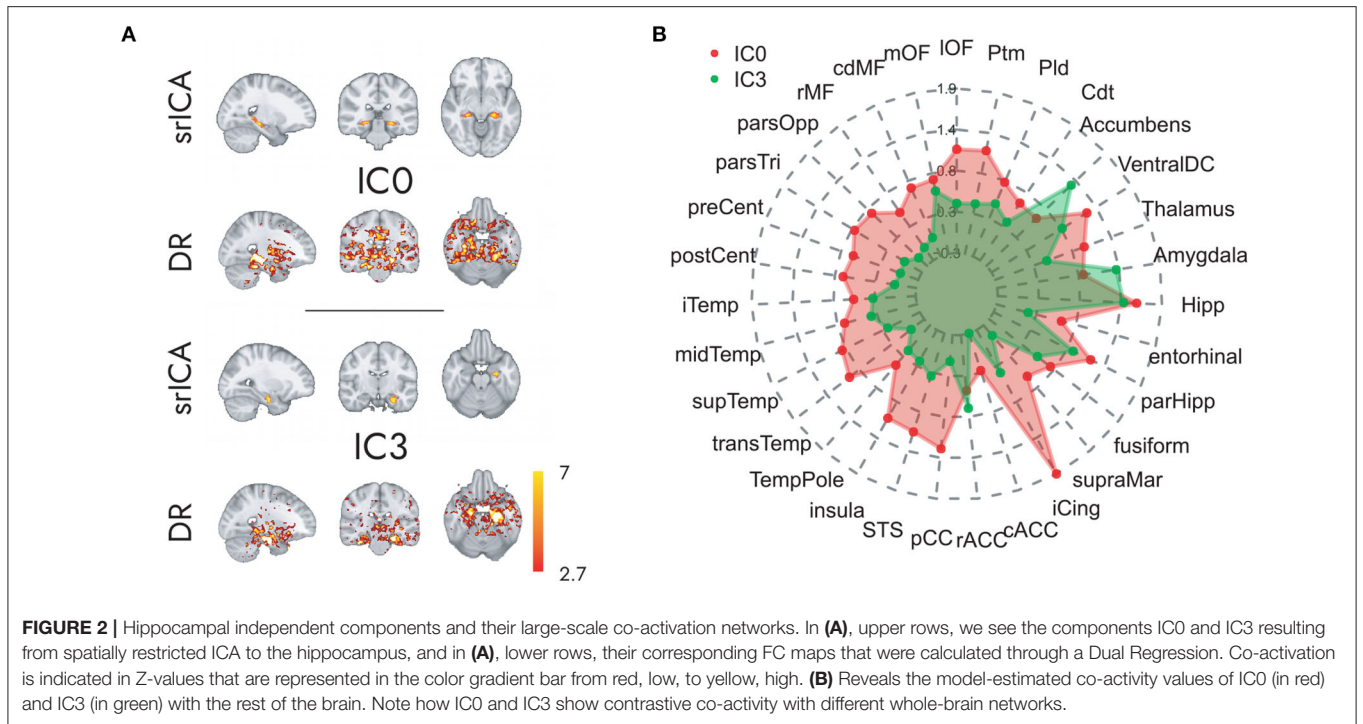 A
srICA
IC0
DR
srICA
IC3
DR
7
2.7
B
IC0
IC3
lOF
Ptm
Pld
Cdt
Accumbens
VentralDC
Thalamus
Amygdala
Hipp
entorhinal
parHipp
fusiform
supraMar
iCing
cACC
rACC
pCC
STS
insula
TempPole
transTemp
supTemp
midTemp
iTemp
postCent
preCent
parsTri
parsOpp
rMF
cdMF
mOF
1.9
1.4
0.8
0.3
-0.3
FIGURE 2 | Hippocampal independent components and their large-scale co-activation networks. In (A), upper rows, we see the components IC0 and IC3 resulting
from spatially restricted ICA to the hippocampus, and in (A), lower rows, their corresponding FC maps that were calculated through a Dual Regression. Co-activation
is indicated in Z-values that are represented in the color gradient bar from red, low, to yellow, high. (B) Reveals the model-estimated co-activity values of IC0 (in red)
and IC3 (in green) with the rest of the brain. Note how IC0 and IC3 show contrastive co-activity with different whole-brain networks.